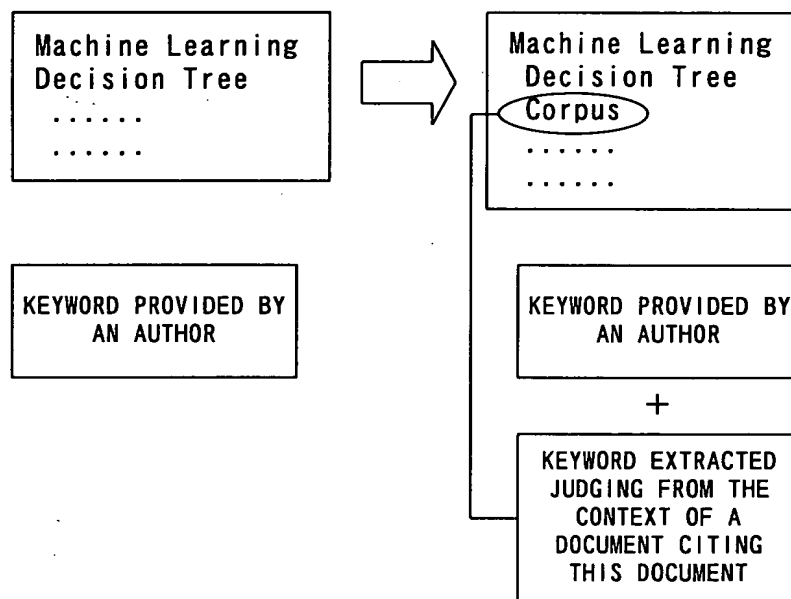 Machine Learning
Decision Tree
......
......
Machine Learning
Decision Tree
Corpus
......
......
KEYWORD PROVIDED BY
AN AUTHOR
KEYWORD PROVIDED BY
AN AUTHOR
+
KEYWORD EXTRACTED
JUDGING FROM THE
CONTEXT OF A
DOCUMENT CITING
THIS DOCUMENT